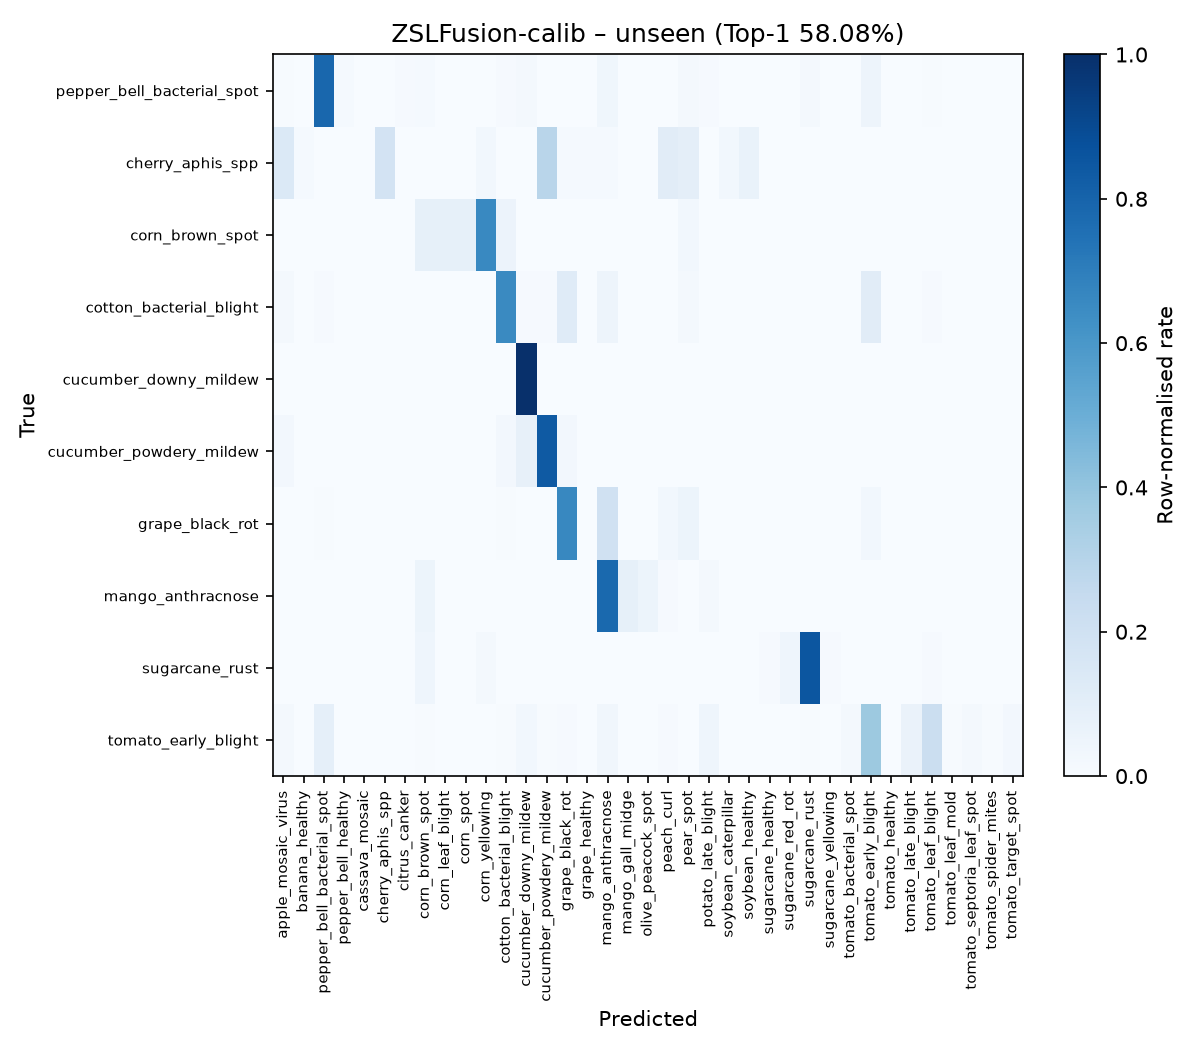 ZSLFusion-calib – unseen (Top-1 58.08%)
True
pepper_bell_bacterial_spot
cherry_aphis_spp
corn_brown_spot
cotton_bacterial_blight
cucumber_downy_mildew
cucumber_powdery_mildew
grape_black_rot
mango_anthracnose
sugarcane_rust
tomato_early_blight
apple_mosaic_virus
banana_healthy
pepper_bell_bacterial_spot
pepper_bell_healthy
cassava_mosaic
cherry_aphis_spp
citrus_canker
corn_brown_spot
corn_leaf_blight
corn_spot
corn_yellowing
cotton_bacterial_blight
cucumber_downy_mildew
cucumber_powdery_mildew
grape_black_rot
grape_healthy
mango_anthracnose
mango_gall_midge
olive_peacock_spot
peach_curl
pear_spot
potato_late_blight
soybean_caterpillar
soybean_healthy
sugarcane_healthy
sugarcane_red_rot
sugarcane_rust
sugarcane_yellowing
tomato_bacterial_spot
tomato_early_blight
tomato_healthy
tomato_late_blight
tomato_leaf_blight
tomato_leaf_mold
tomato_septoria_leaf_spot
tomato_spider_mites
tomato_target_spot
Predicted
1.0
0.8
0.6
0.4
0.2
0.0
Row-normalised rate